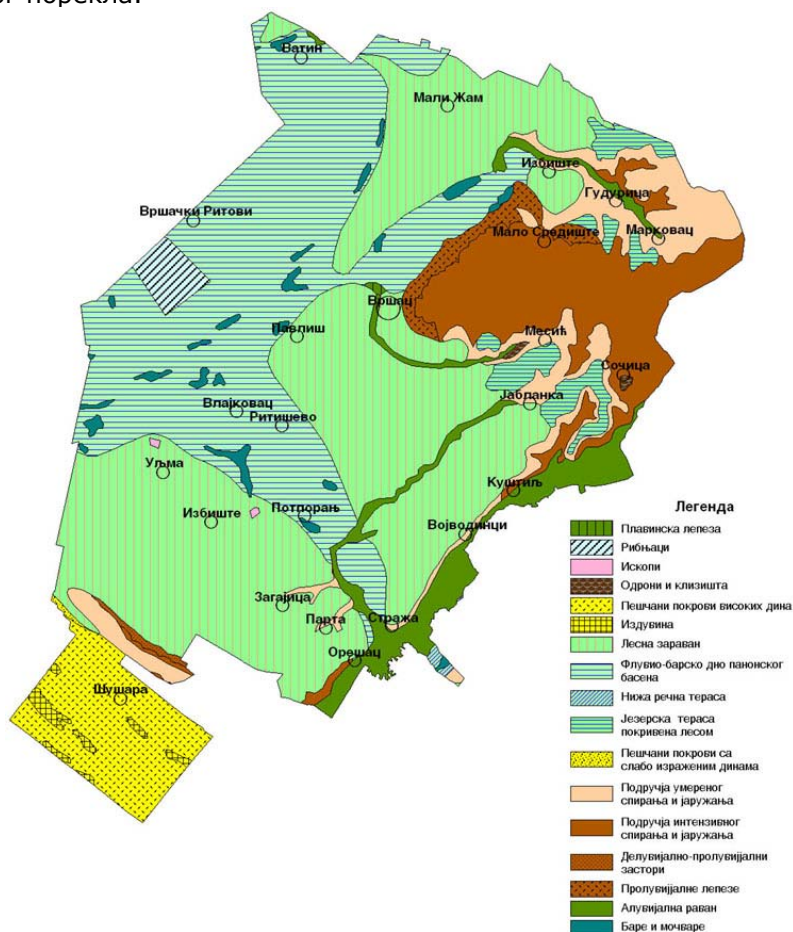 порекла.
Ватин
Мали Жам
Избиште
Гудурица
Вршачки Ритови
Мало Средиште
Марковац
Вршац
Павлиш
Месић
Сочица
Јабланка
Влајковац
Ритишево
Уљма
Куштиљ
Избиште
Потпорањ
Војводинци
Загајица
Парта
Стража
Орешац
Шушара
Легенда
Плавинска лепеза
Рибњаци
Ископи
Одрони и клизишта
Пешчани покрови високих дина
Издувина
Лесна зараван
Флувио-барско дно панонског
басена
Нижа речна тераса
Језерска тераса
покривена лесом
Пешчани покрови са
слабо израженим динама
Подручја умереног
спирања и јаружања
Подручја интензивног
спирања и јаружања
Делувијално-пролувијјални
застори
Пролувијјалне лепезе
Алувијална раван
Баре и мочваре